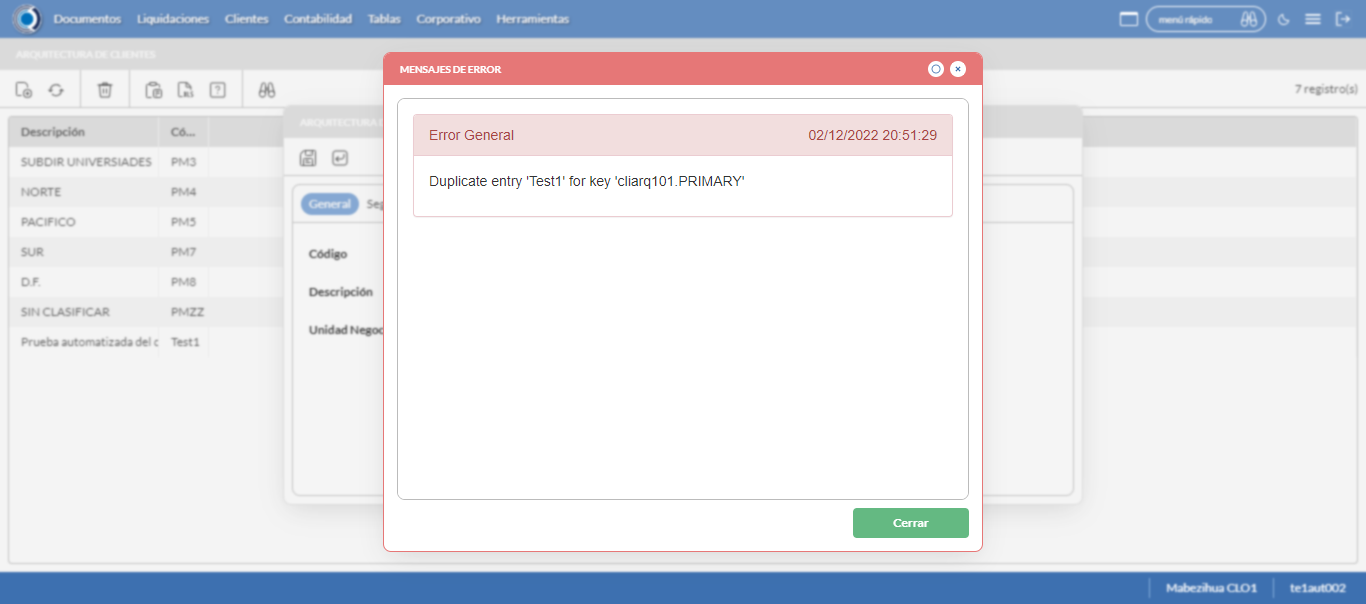 Documentos Liquidaciones Clientes Contabilidad Tablas Corporativo Herramientas menú rápido
ARQUITECTURA DE CLIENTES
7 registro(s)
MENSAJES DE ERROR
Error General 02/12/2022 20:51:29
Duplicate entry 'Test1' for key 'cliarq101.PRIMARY'
Cerrar
Descripción Có...
SUBDIR UNIVERSIADES PM3
NORTE PM4
PACIFICO PM5
SUR PM7
D.F. PM8
SIN CLASIFICAR PMZZ
Prueba automatizada del c Test1
ARQUITECTURA
General Seg
Código
Descripción
Unidad Negoc
Mabezihua CLO1 te1aut002